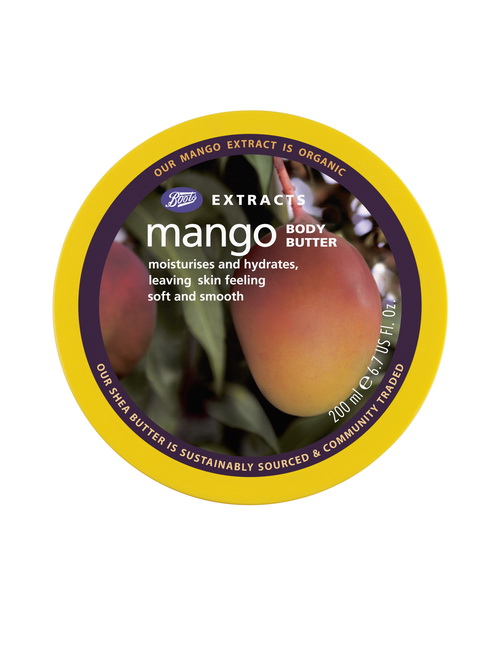 OUR MANGO EXTRACT IS ORGANIC
Boots EXTRACTS
mango BODY BUTTER
moisturises and hydrates,
leaving skin feeling
soft and smooth
200 ml ℮ 6.7 US Fl. Oz.
OUR SHEA BUTTER IS SUSTAINABLY SOURCED & COMMUNITY TRADED